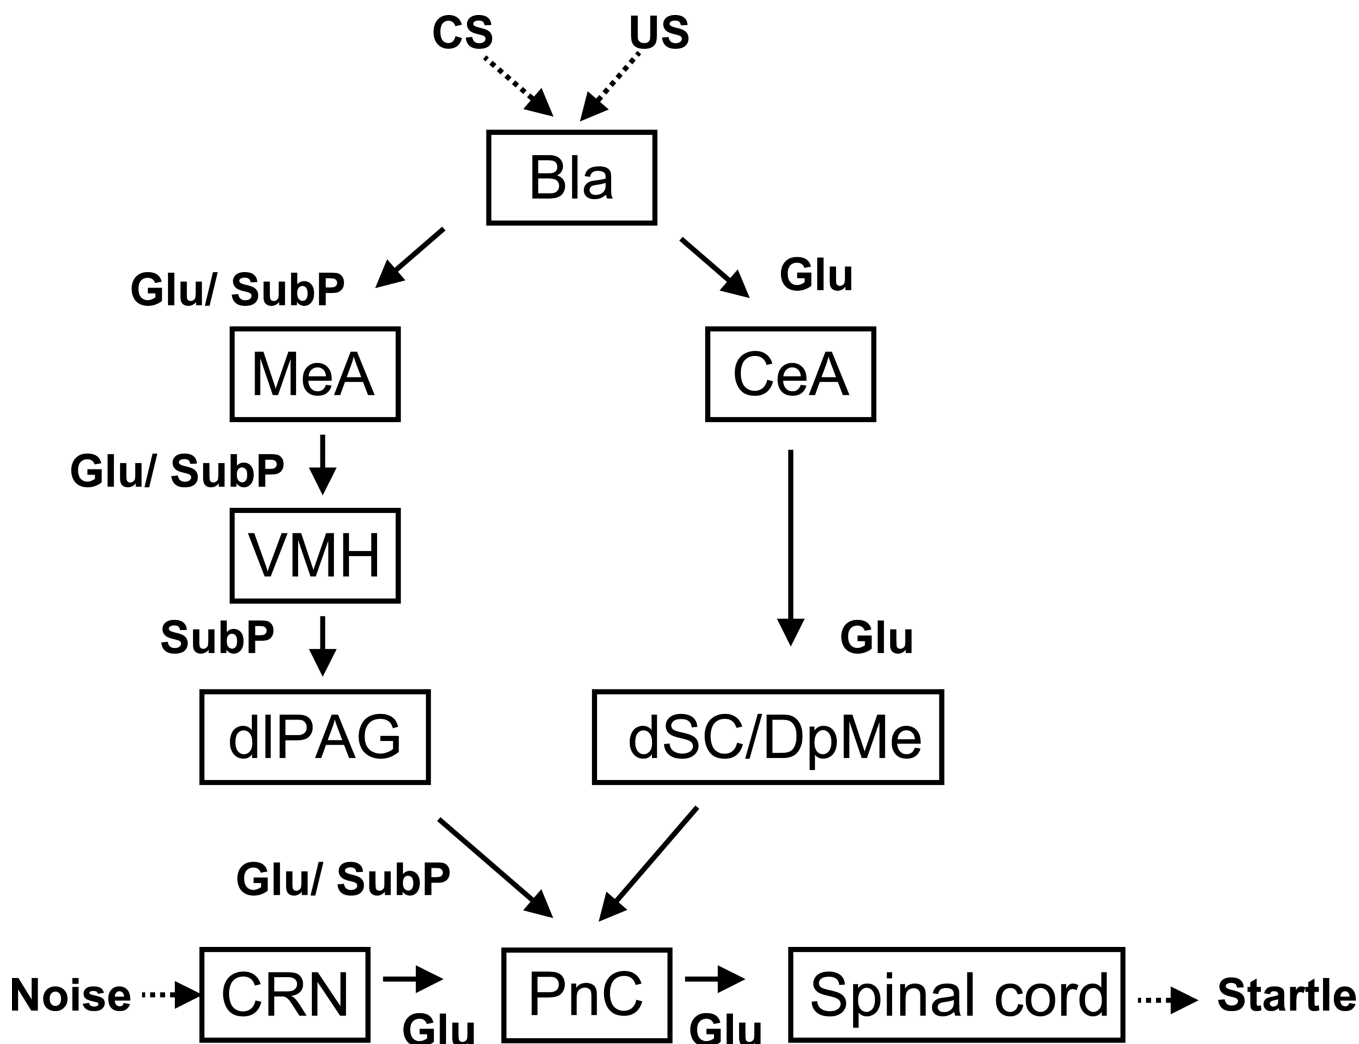 CS US
Bla
Glu/ SubP Glu
MeA CeA
Glu/ SubP
VMH
SubP Glu
dlPAG dSC/DpMe
Glu/ SubP
Noise CRN PnC Spinal cord Startle
Glu Glu